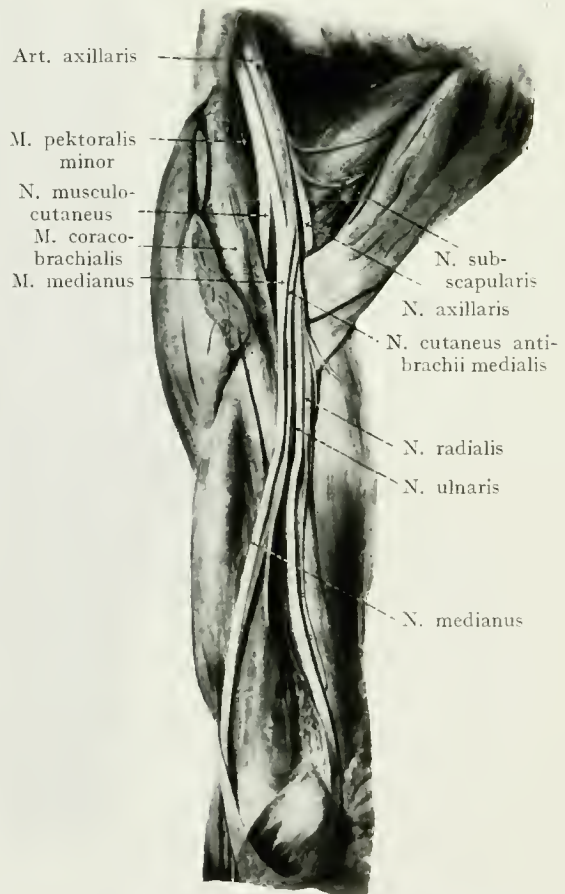 Art. axillaris
M. pektoralis
minor
N. musculo-
cutaneus
M. coraco-
brachialis
M. medianus
N. sub-
scapularis
N. axillaris
N. cutaneus anti-
brachii medialis
N. radialis
N. ulnaris
N. medianus